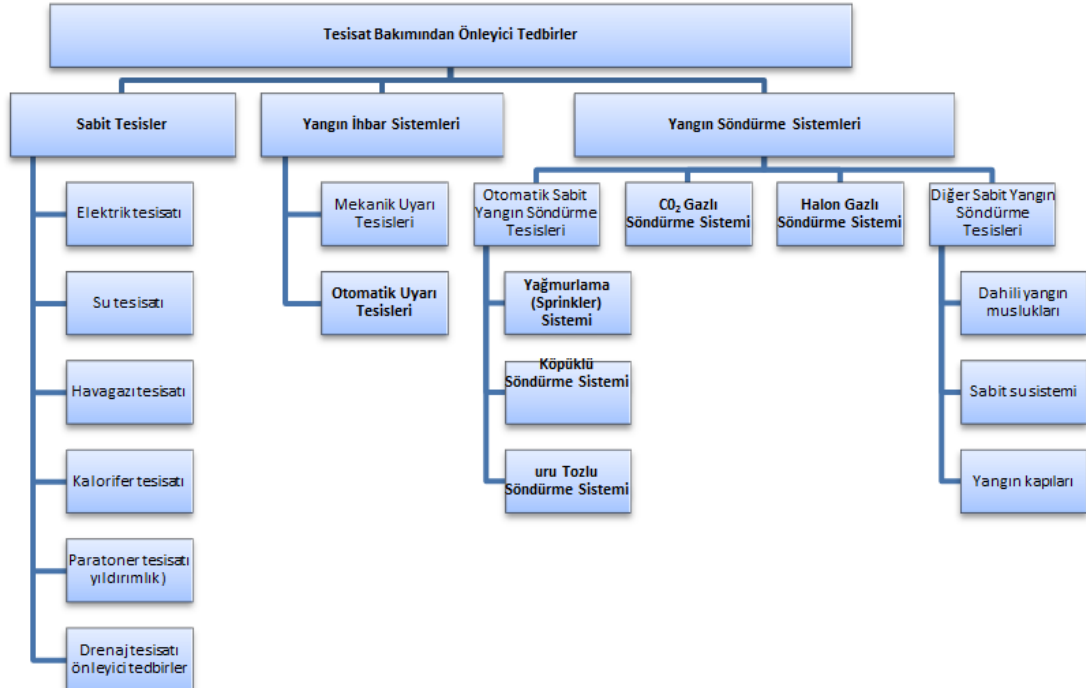 Tesisat Bakımından Önleyici Tedbirler
Sabit Tesisler
Yangın İhbar Sistemleri
Yangın Söndürme Sistemleri
Elektrik tesisatı
Su tesisatı
Havagazı tesisatı
Kalorifer tesisatı
Paratoner tesisatı
yıldırımlık)
Drenaj tesisatı
önleyici tedbirler
Mekanik Uyarı
Tesisleri
Otomatik Uyarı
Tesisleri
Otomatik Sabit
Yangın Söndürme
Tesisleri
CO₂ Gazlı
Söndürme Sistemi
Halon Gazlı
Söndürme Sistemi
Diğer Sabit Yangın
Söndürme
Tesisleri
Yağmurlama
(Sprinkler)
Sistemi
Köpüklü
Söndürme Sistemi
uru Tozlu
Söndürme Sistemi
Dahili yangın
muslukları
Sabit su sistemi
Yangın kapıları